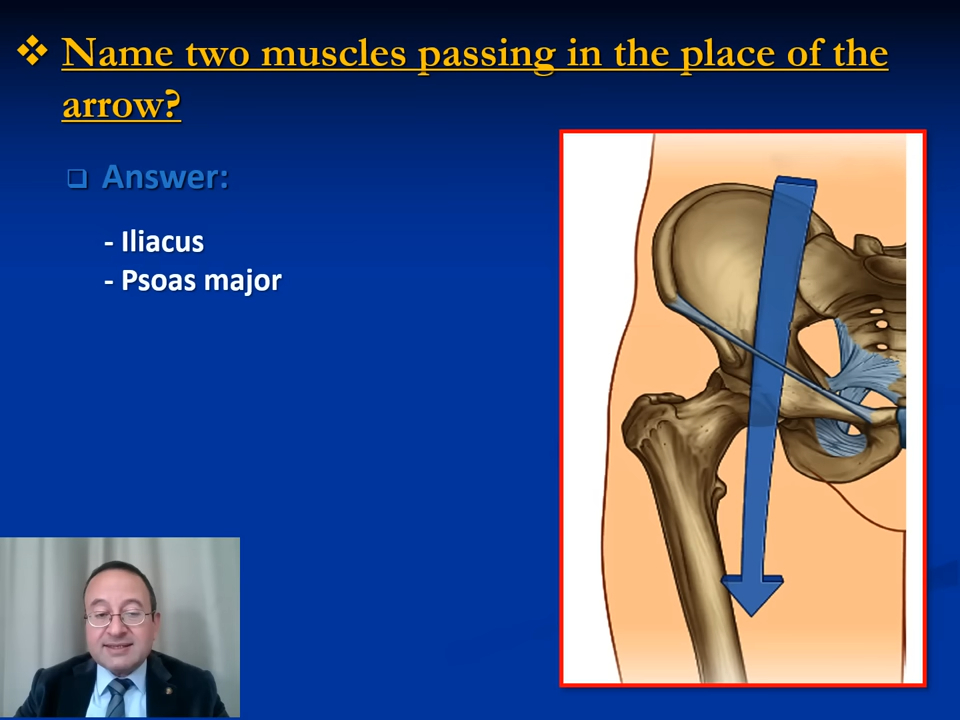 Name two muscles passing in the place of the
arrow?
Answer:
- Iliacus
- Psoas major